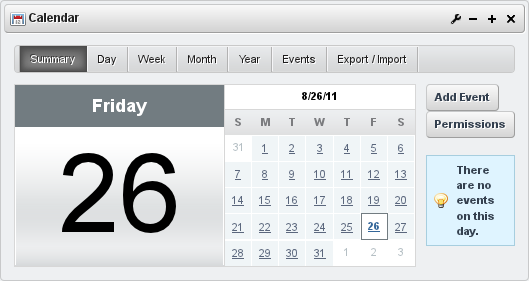 Calendar
Summary Day Week Month Year Events Export / Import
Friday
26
8/26/11
S M T W T F S
31 1 2 3 4 5 6
7 8 9 10 11 12 13
14 15 16 17 18 19 20
21 22 23 24 25 26 27
28 29 30 31 1 2 3
Add Event
Permissions
There
are no
events
on this
day.